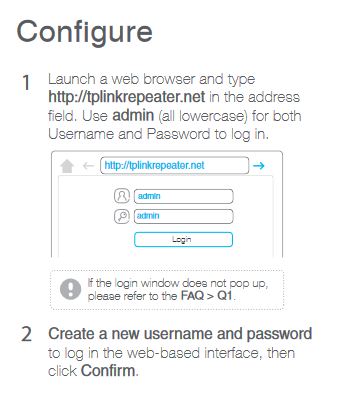 Configure
1 Launch a web browser and type
http://tplinkrepeater.net in the address
field. Use admin (all lowercase) for both
Username and Password to log in.
http://tplinkrepeater.net
admin
admin
Login
If the login window does not pop up,
please refer to the FAQ > Q1.
2 Create a new username and password
to log in the web-based interface, then
click Confirm.